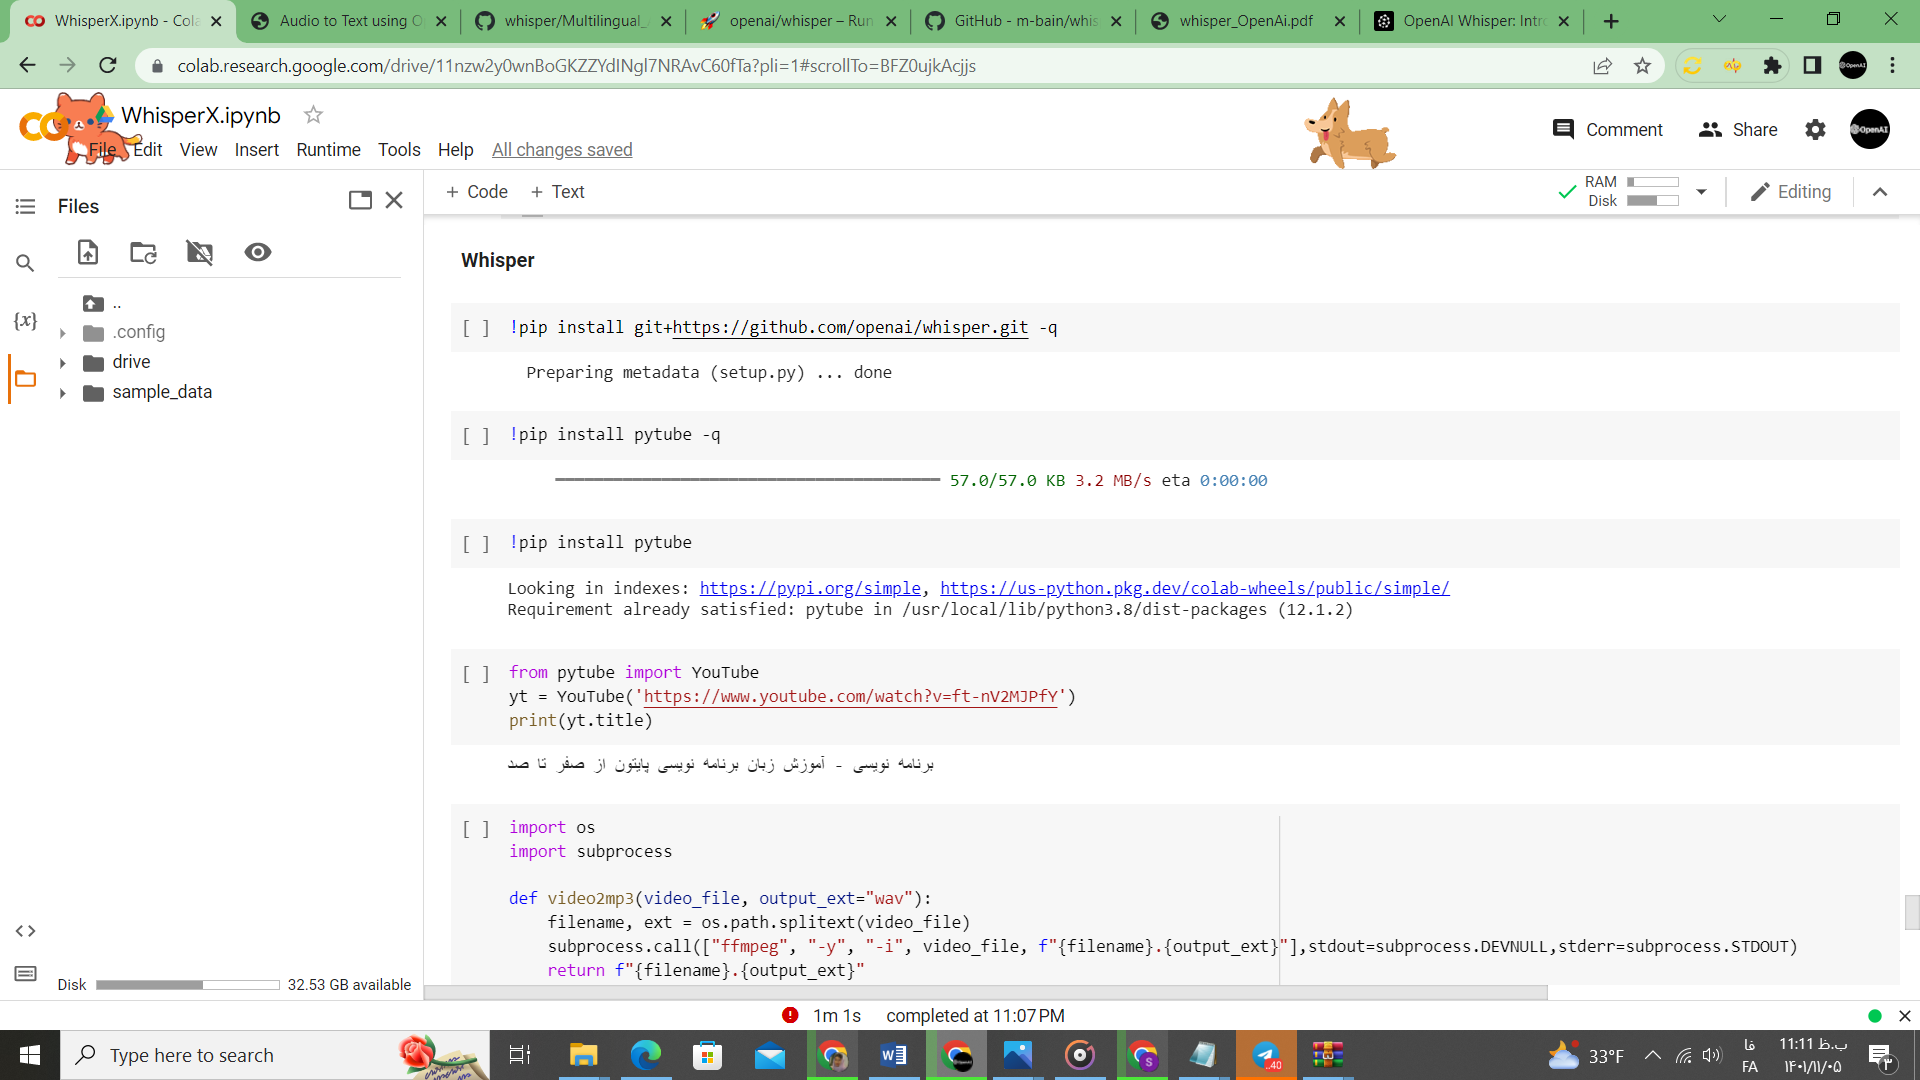 WhisperX.ipynb - Cola
Audio to Text using O
whisper/Multilingual_
openai/whisper – Run
GitHub - m-bain/whis
whisper_OpenAi.pdf
OpenAI Whisper: Intro
colab.research.google.com/drive/11nzw2y0wnBoGKZZYdINgl7NRAvC60fTa?pli=1#scrollTo=BFZ0ujkAcjjs
WhisperX.ipynb
File Edit View Insert Runtime Tools Help All changes saved
Comment Share
OpenAI
Files
+ Code + Text
RAM
Disk
Editing
..
.config
drive
sample_data
{x}
Whisper
[ ] !pip install git+https://github.com/openai/whisper.git -q
Preparing metadata (setup.py) ... done
[ ] !pip install pytube -q
57.0/57.0 KB 3.2 MB/s eta 0:00:00
[ ] !pip install pytube
Looking in indexes: https://pypi.org/simple, https://us-python.pkg.dev/colab-wheels/public/simple/
Requirement already satisfied: pytube in /usr/local/lib/python3.8/dist-packages (12.1.2)
[ ] from pytube import YouTube
yt = YouTube('https://www.youtube.com/watch?v=ft-nV2MJPfY')
print(yt.title)
برنامه نویسی - آموزش زبان برنامه نویسی پایتون از صفر تا صد
[ ] import os
import subprocess
def video2mp3(video_file, output_ext="wav"):
filename, ext = os.path.splitext(video_file)
subprocess.call(["ffmpeg", "-y", "-i", video_file, f"{filename}.{output_ext}"],stdout=subprocess.DEVNULL,stderr=subprocess.STDOUT)
return f"{filename}.{output_ext}"
Disk 32.53 GB available
1m 1s completed at 11:07 PM
Type here to search
33°F
فا
FA
11:11 ب.ظ
۱۴۰۱/۱۱/۰۵